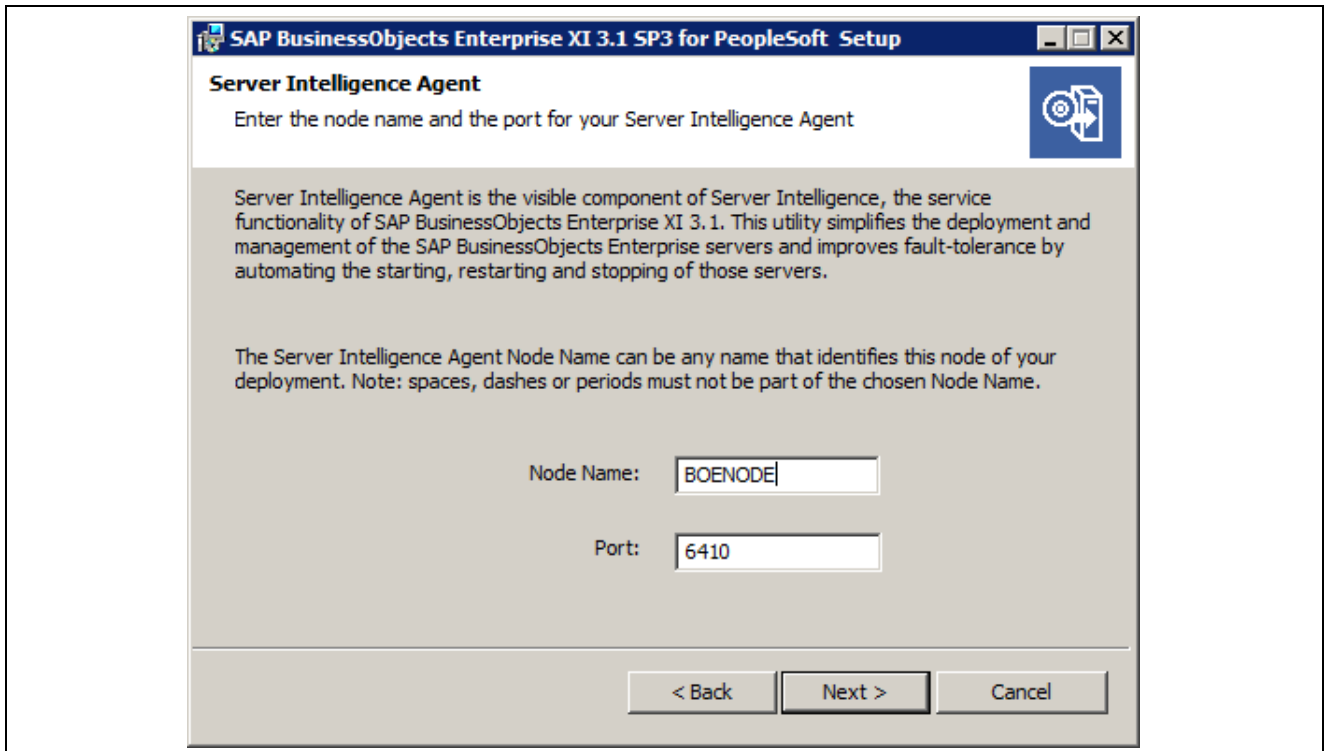 SAP BusinessObjects Enterprise XI 3.1 SP3 for PeopleSoft Setup
Server Intelligence Agent
Enter the node name and the port for your Server Intelligence Agent
Server Intelligence Agent is the visible component of Server Intelligence, the service
functionality of SAP BusinessObjects Enterprise XI 3.1. This utility simplifies the deployment and
management of the SAP BusinessObjects Enterprise servers and improves fault-tolerance by
automating the starting, restarting and stopping of those servers.
The Server Intelligence Agent Node Name can be any name that identifies this node of your
deployment. Note: spaces, dashes or periods must not be part of the chosen Node Name.
Node Name: BOENODE
Port: 6410
< Back Next > Cancel